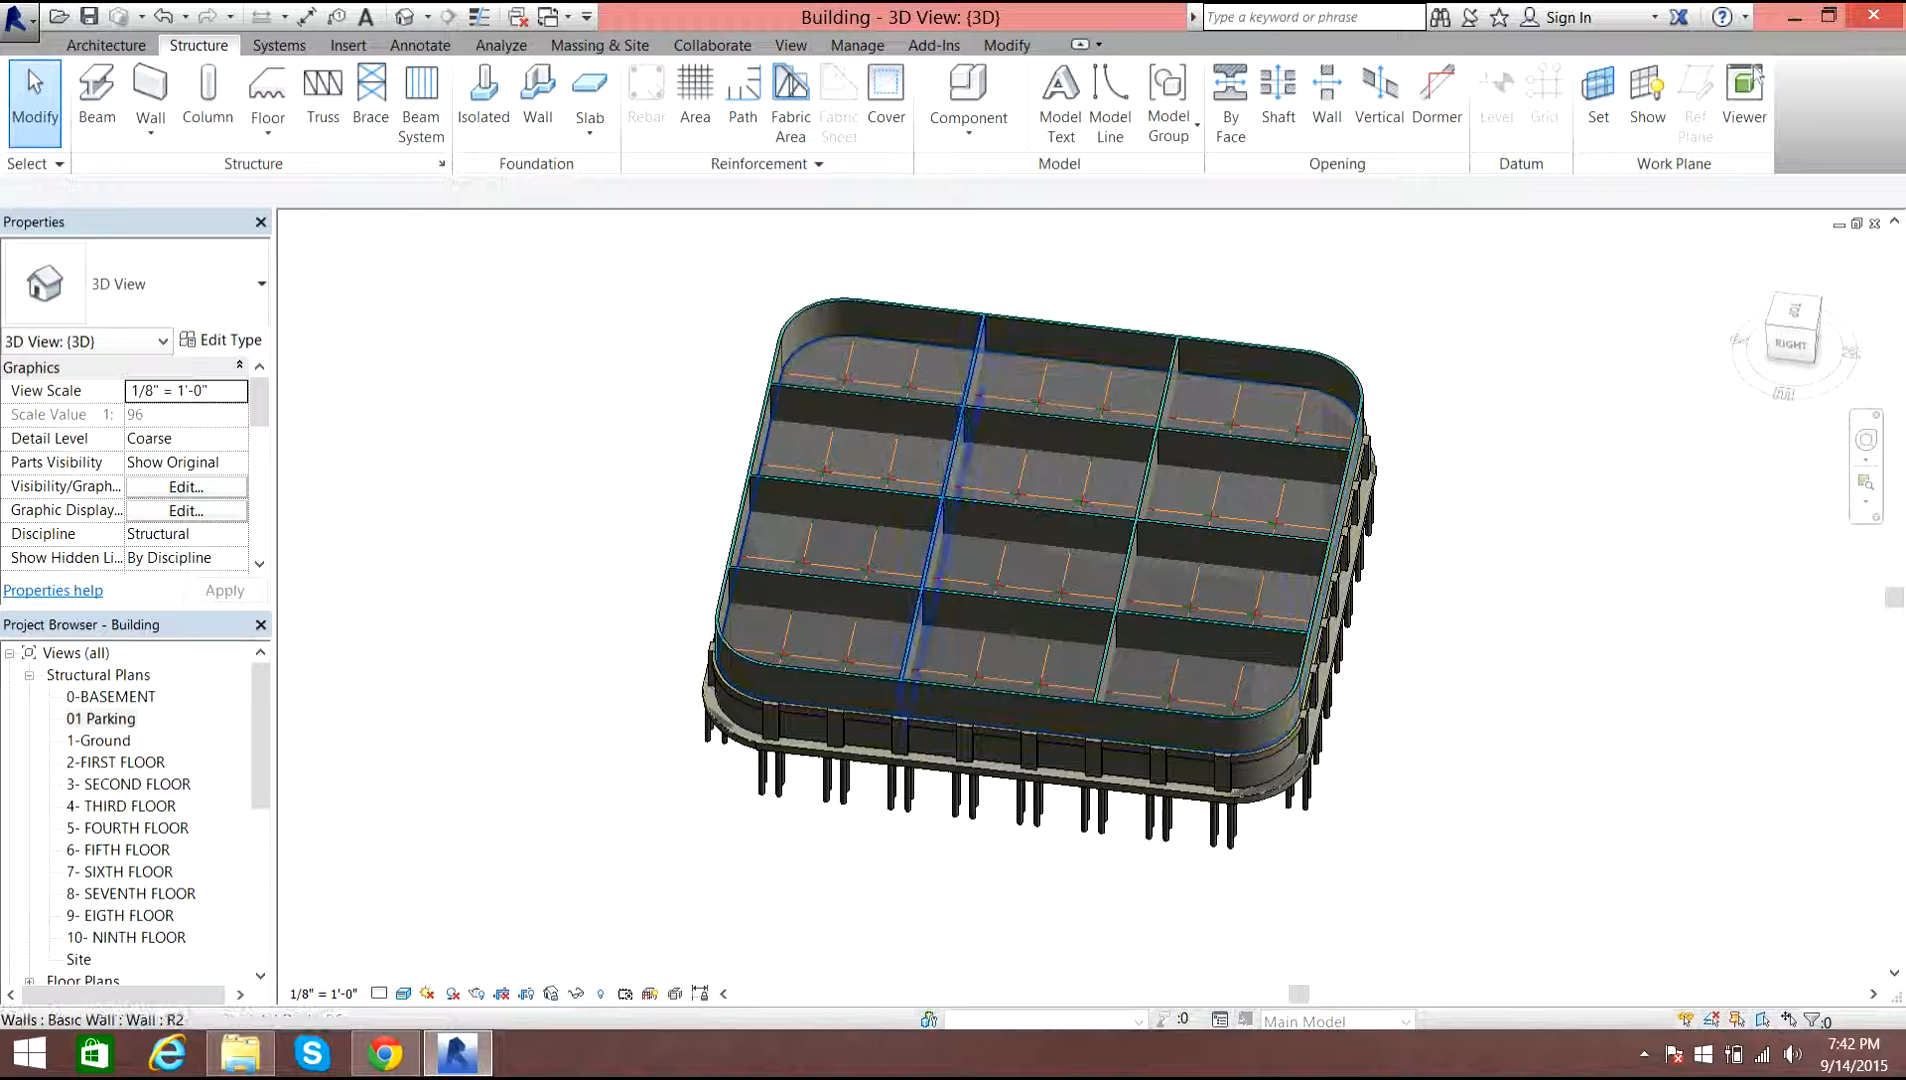 Building - 3D View: {3D}
Type a keyword or phrase
Sign In
Architecture Structure Systems Insert Annotate Analyze Massing & Site Collaborate View Manage Add-Ins Modify
Modify Beam Wall Column Floor Truss Brace Beam System Isolated Wall Slab Rebar Area Path Fabric Area Fabric Sheet Cover Component Model Text Model Line Model Group By Face Shaft Wall Vertical Dormer Level Grid Ref Plane Set Show Viewer
Select Structure Foundation Reinforcement Model Opening Datum Work Plane
Properties
3D View
3D View: {3D} Edit Type
Graphics
View Scale 1/8" = 1'-0"
Scale Value 1: 96
Detail Level Coarse
Parts Visibility Show Original
Visibility/Graph... Edit...
Graphic Display... Edit...
Discipline Structural
Show Hidden Li... By Discipline
Properties help Apply
Project Browser - Building
Views (all)
Structural Plans
0-BASEMENT
01 Parking
1-Ground
2-FIRST FLOOR
3- SECOND FLOOR
4- THIRD FLOOR
5- FOURTH FLOOR
6- FIFTH FLOOR
7- SIXTH FLOOR
8- SEVENTH FLOOR
9- EIGTH FLOOR
10- NINTH FLOOR
Site
Floor Plans
TOP
RIGHT
1/8" = 1'-0"
Walls : Basic Wall : Wall : R2
:0
Main Model
:0
7:42 PM
9/14/2015